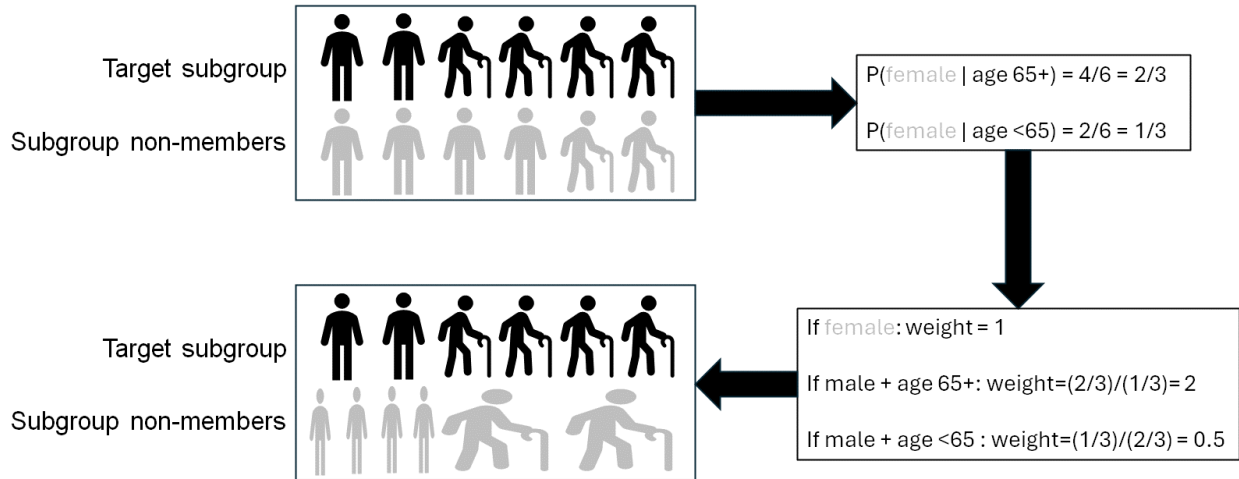 Target subgroup
Subgroup non-members
P(female | age 65+) = 4/6 = 2/3
P(female | age <65) = 2/6 = 1/3
If female: weight = 1
If male + age 65+: weight=(2/3)/(1/3)= 2
If male + age <65 : weight=(1/3)/(2/3) = 0.5
Target subgroup
Subgroup non-members